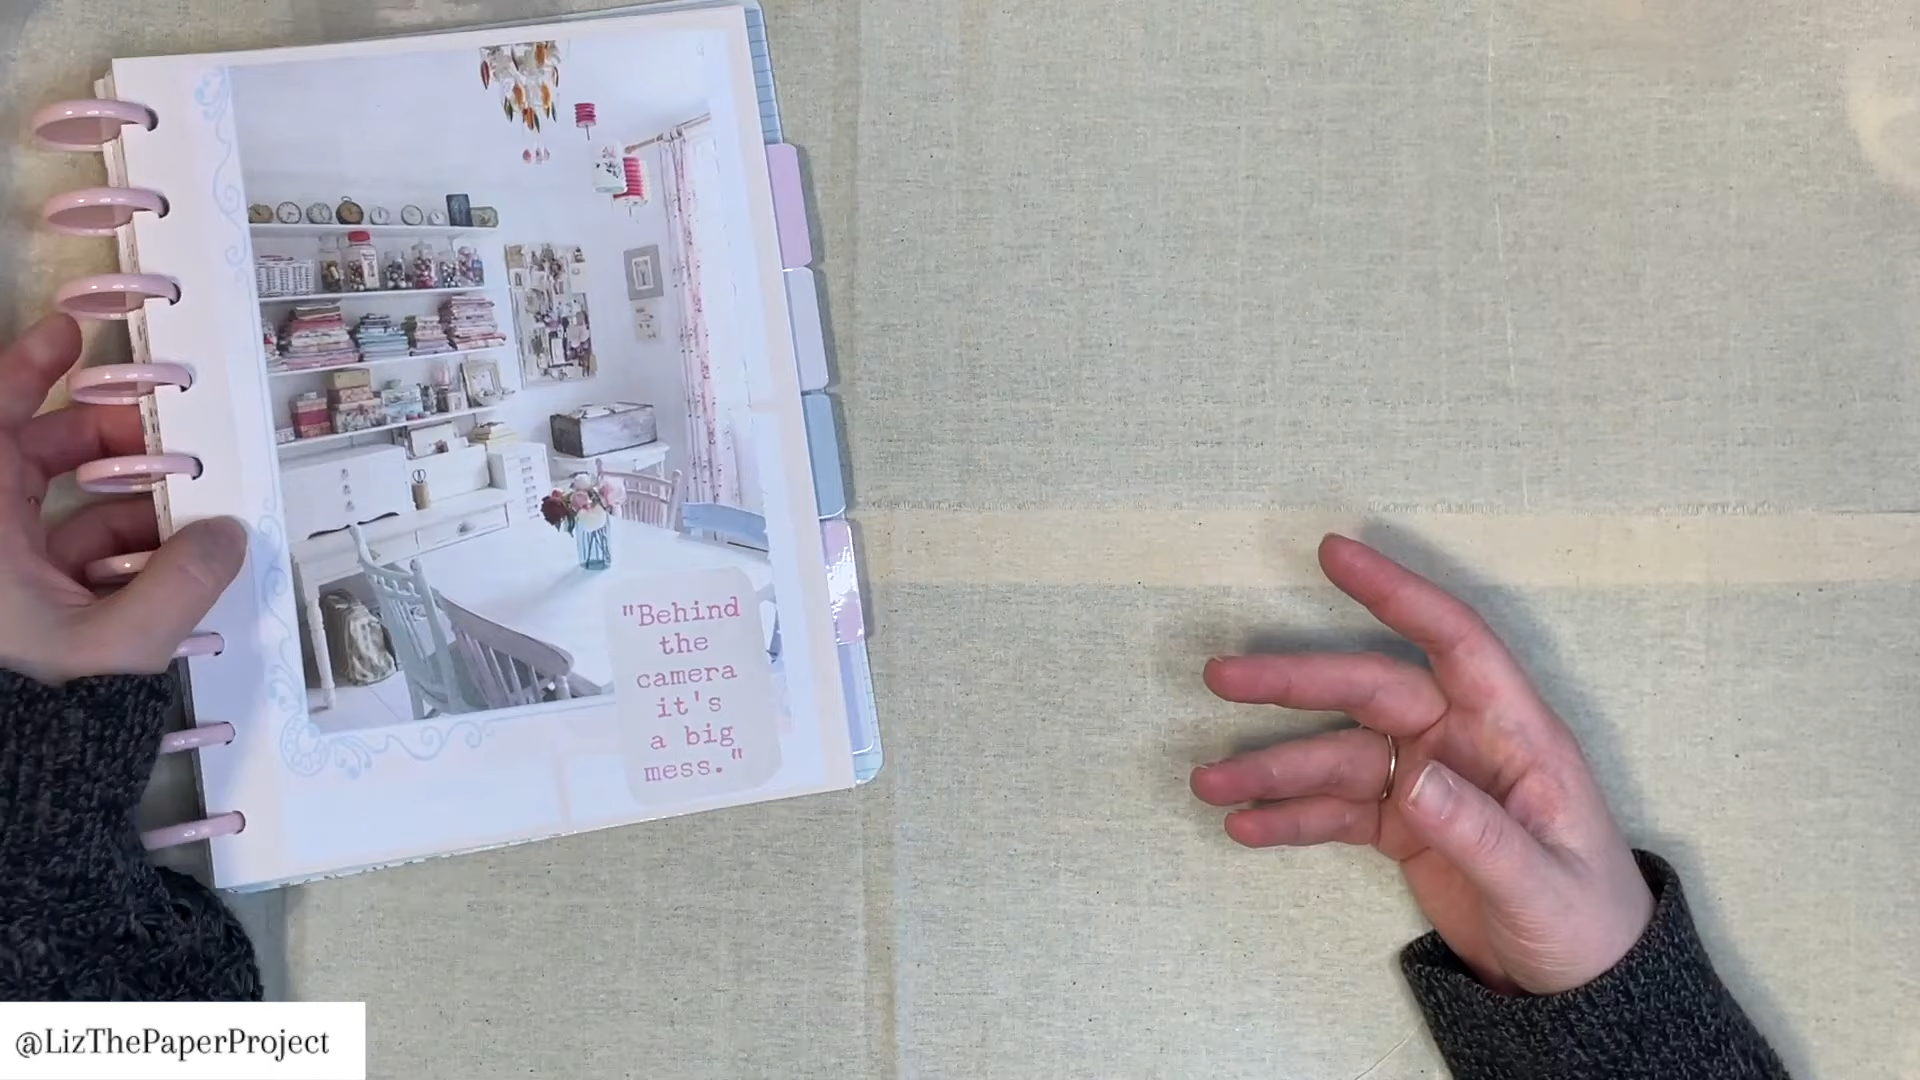 "Behind
the
camera
it's
a big
mess."
@LizThePaperProject